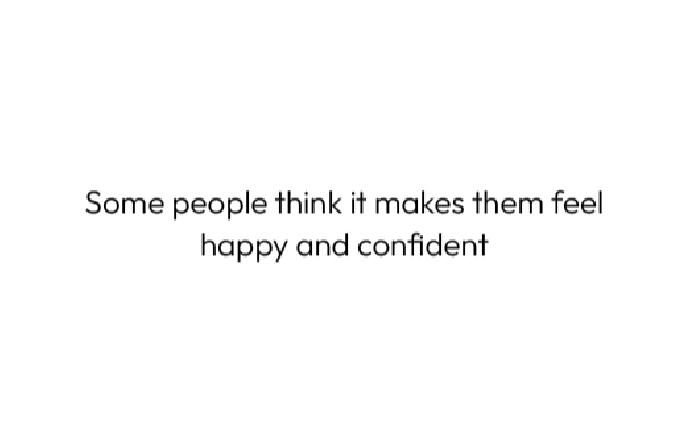 Some people think it makes them feel
happy and confident